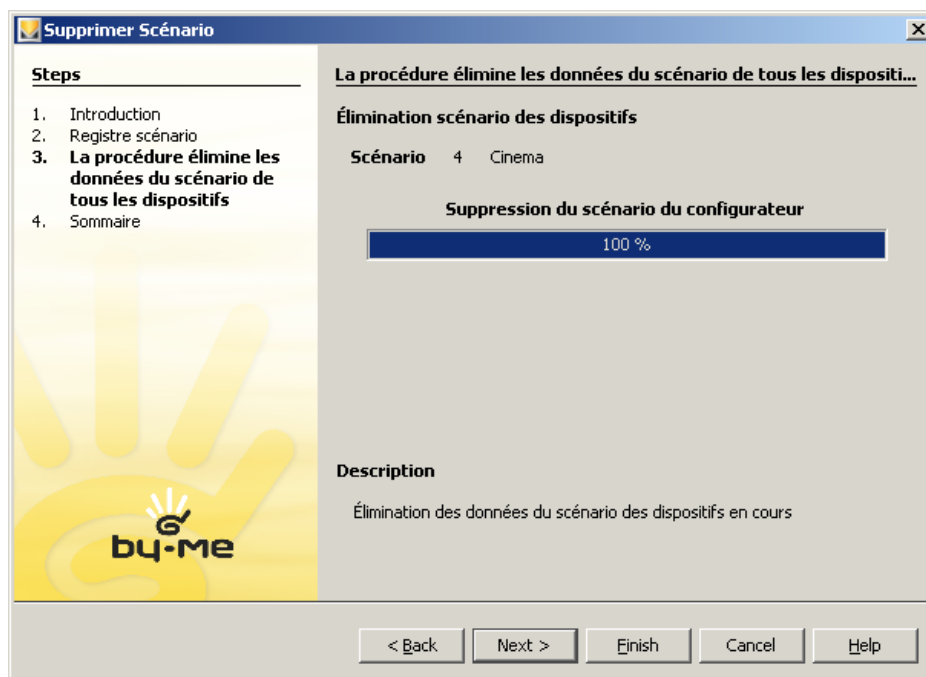 Supprimer Scénario
Steps
1. Introduction
2. Registre scénario
3. La procédure élimine les
données du scénario de
tous les dispositifs
4. Sommaire
by-me
La procédure élimine les données du scénario de tous les dispositi...
Élimination scénario des dispositifs
Scénario 4 Cinema
Suppression du scénario du configurateur
100 %
Description
Élimination des données du scénario des dispositifs en cours
< Back Next > Finish Cancel Help